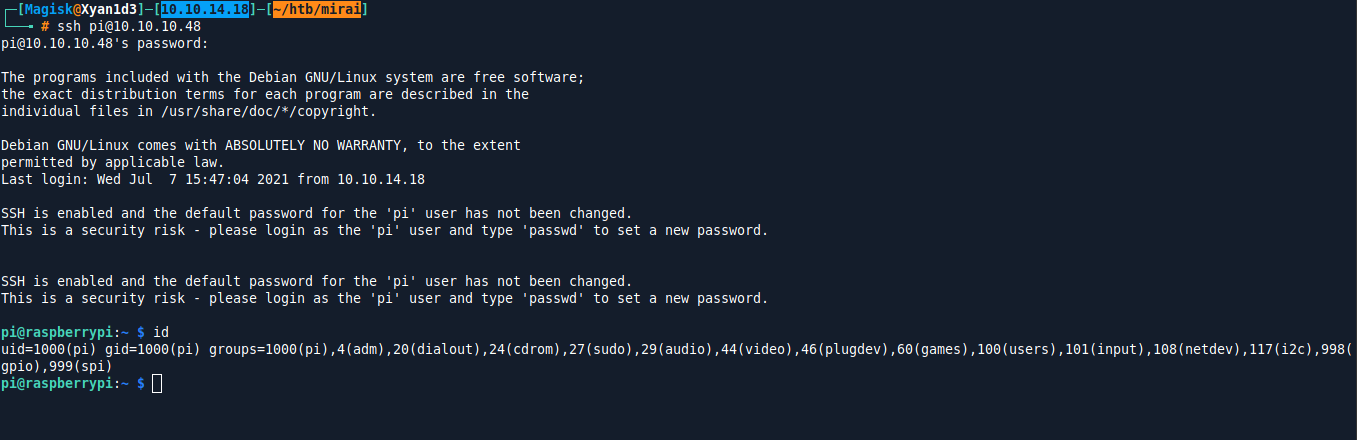 ┌─[Magisk@Xyan1d3]─[10.10.14.18]─[~/htb/mirai]
└──╼ # ssh pi@10.10.10.48
pi@10.10.10.48's password:
The programs included with the Debian GNU/Linux system are free software;
the exact distribution terms for each program are described in the
individual files in /usr/share/doc/*/copyright.
Debian GNU/Linux comes with ABSOLUTELY NO WARRANTY, to the extent
permitted by applicable law.
Last login: Wed Jul  7 15:47:04 2021 from 10.10.14.18
SSH is enabled and the default password for the 'pi' user has not been changed.
This is a security risk - please login as the 'pi' user and type 'passwd' to set a new password.
SSH is enabled and the default password for the 'pi' user has not been changed.
This is a security risk - please login as the 'pi' user and type 'passwd' to set a new password.
pi@raspberrypi:~ $ id
uid=1000(pi) gid=1000(pi) groups=1000(pi),4(adm),20(dialout),24(cdrom),27(sudo),29(audio),44(video),46(plugdev),60(games),100(users),101(input),108(netdev),117(i2c),998(
gpio),999(spi)
pi@raspberrypi:~ $